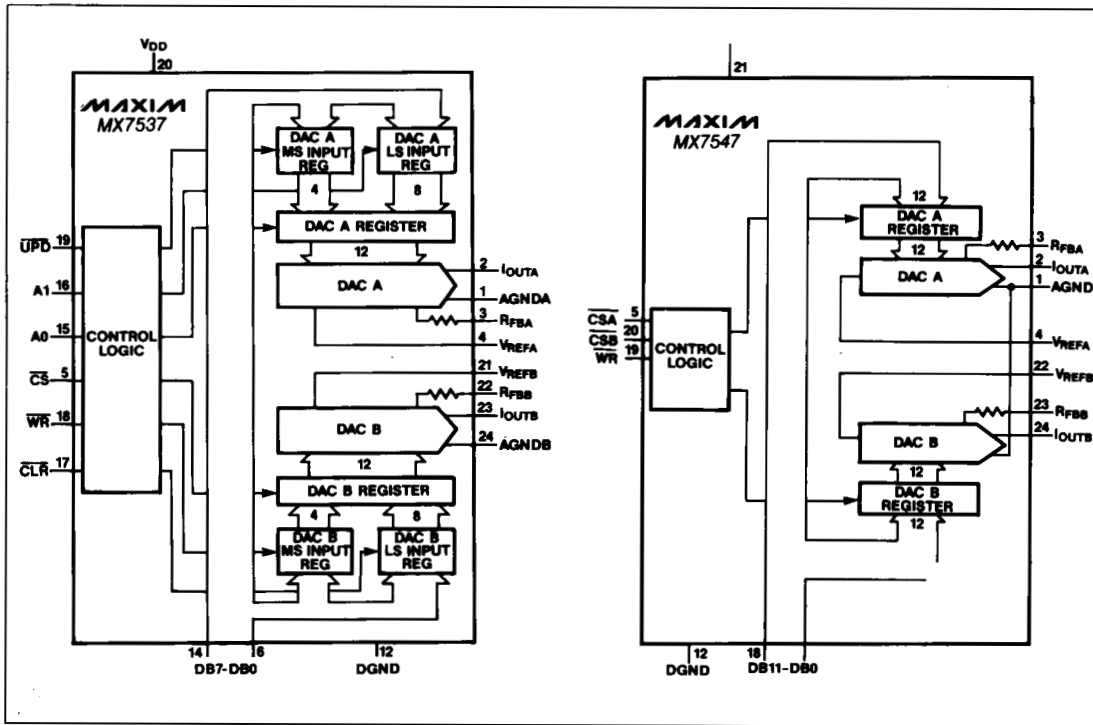 VDD
20
MAXIM
MX7537
DAC A
MS INPUT
REG
DAC A
LS INPUT
REG
4
8
DAC A REGISTER
12
DAC A
2 IOUTA
1 AGNDA
3 RFBA
4 VREFA
21 VREFB
22 RFBB
23 IOUTB
24 AGNDB
DAC B
12
DAC B REGISTER
4
8
DAC B
MS INPUT
REG
DAC B
LS INPUT
REG
UPD 19
A1 16
A0 15
CS 5
WR 18
CLR 17
CONTROL
LOGIC
14
6
DB7-DB0
12
DGND
21
MAXIM
MX7547
12
DAC A
REGISTER
12
DAC A
3 RFBA
2 IOUTA
1 AGND
4 VREFA
22 VREFB
23 RFBB
24 IOUTB
CSA 5
CSB 20
WR 19
CONTROL
LOGIC
DAC B
12
DAC B
REGISTER
12
12
DGND
18
DB11-DB0